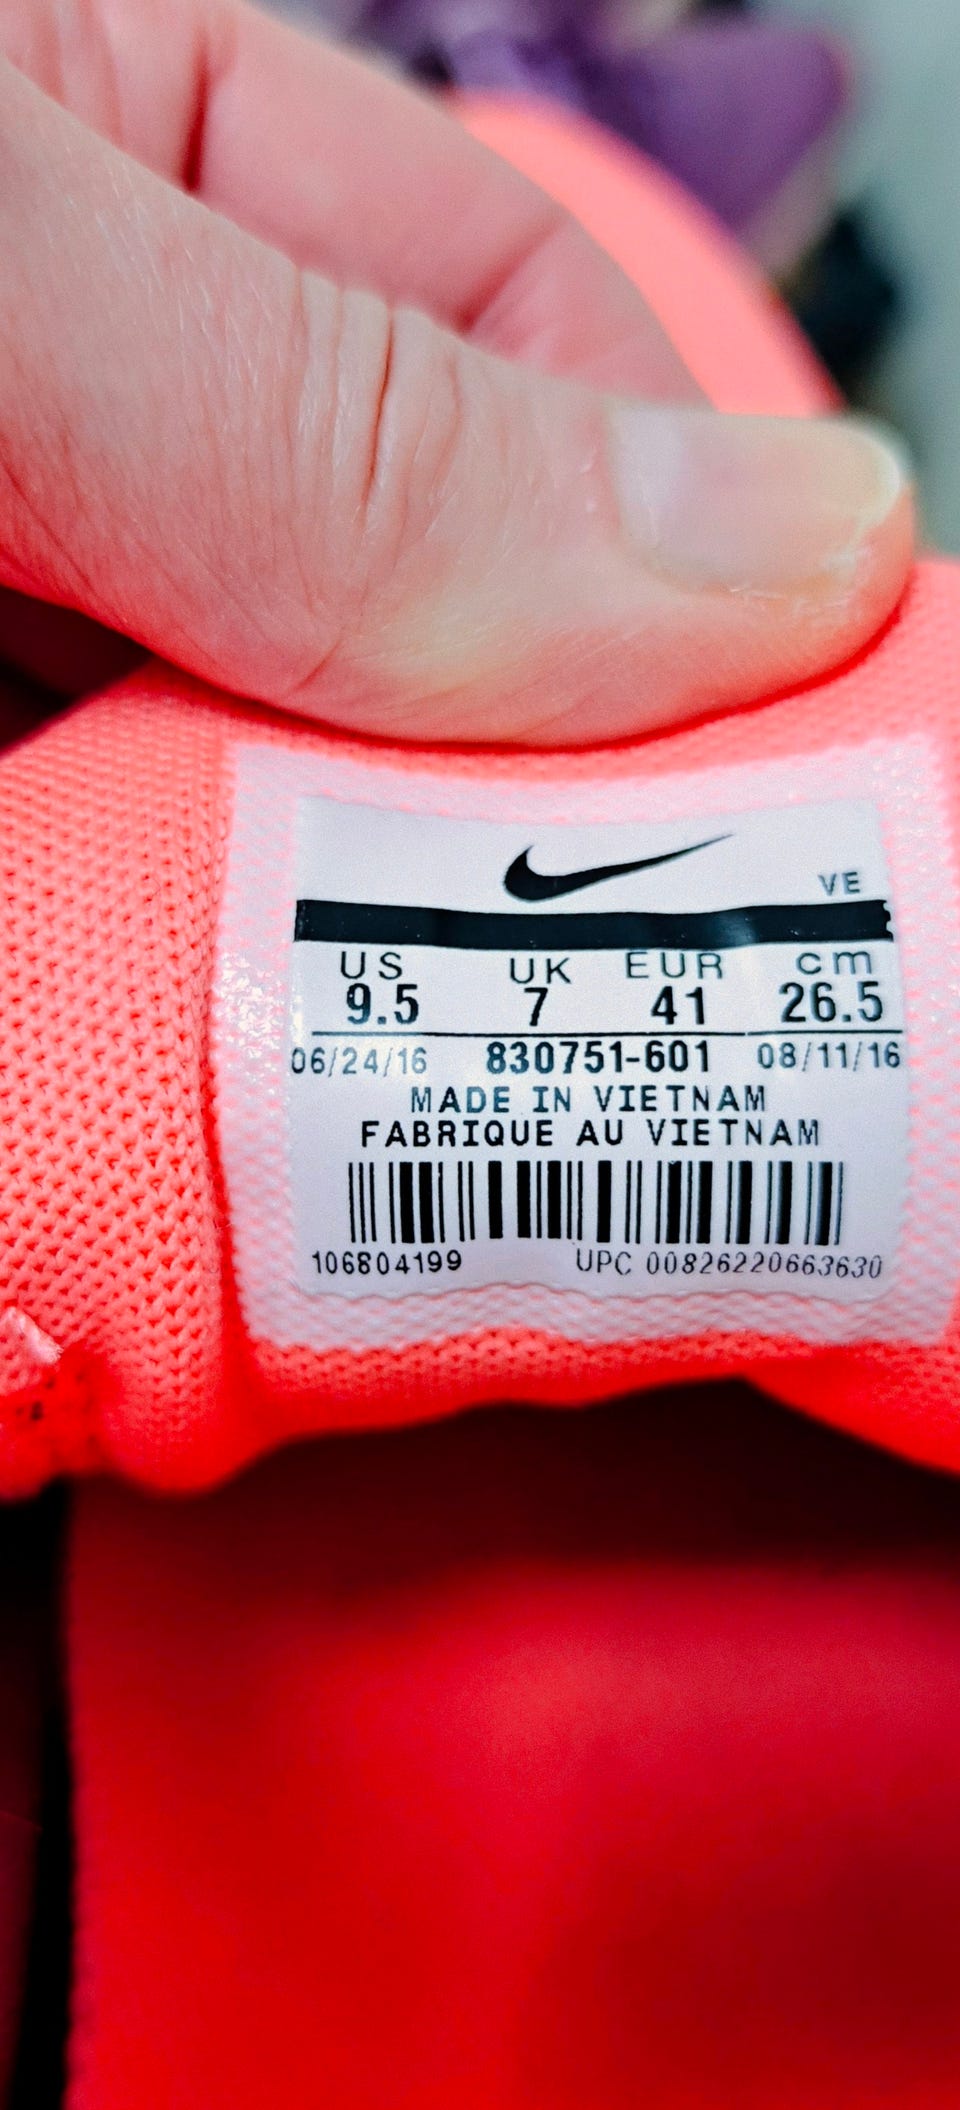 VE
US UK EUR cm
9.5 7 41 26.5
06/24/16 830751-601 08/11/16
MADE IN VIETNAM
FABRIQUE AU VIETNAM
106804199 UPC 00826220663630